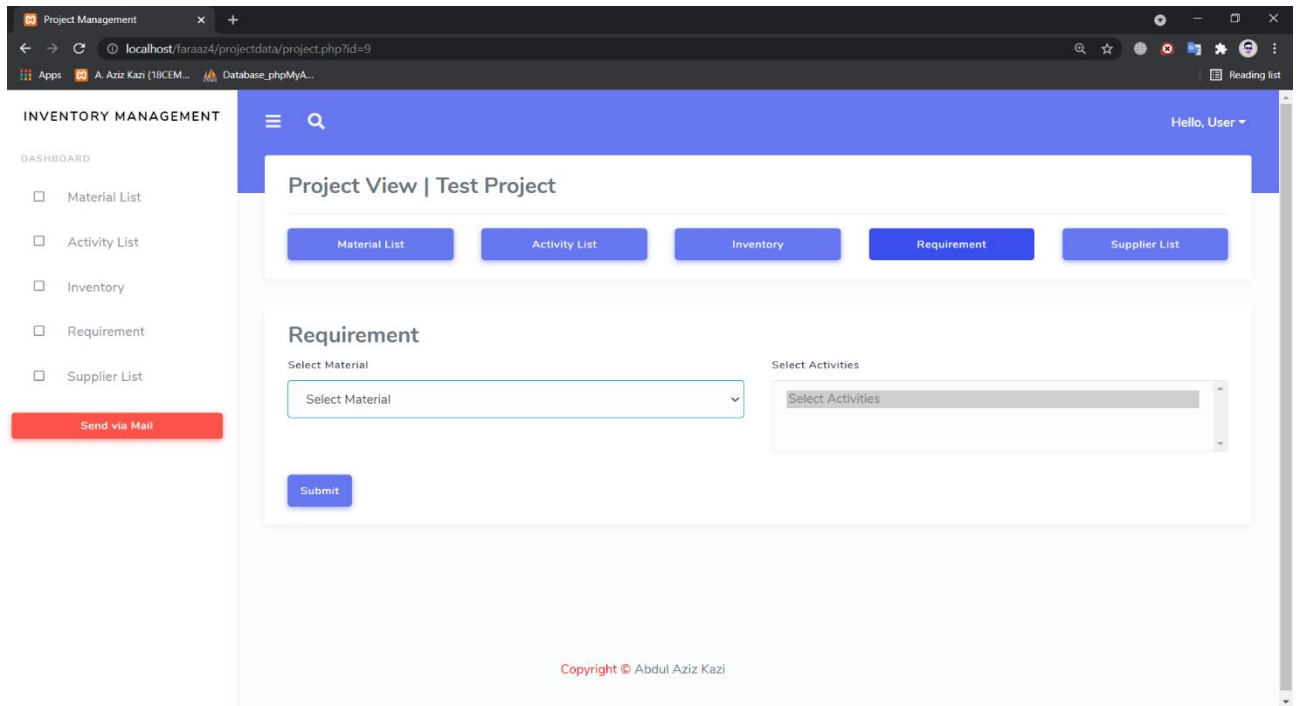 Project Management
localhost/faraaz4/projectdata/project.php?id=9
Apps A. Aziz Kazi (18CEM... Database_phpMyA... Reading list
INVENTORY MANAGEMENT
Hello, User
DASHBOARD
Material List
Activity List
Inventory
Requirement
Supplier List
Send via Mail
Project View | Test Project
Material List Activity List Inventory Requirement Supplier List
Requirement
Select Material Select Activities
Select Material Select Activities
Submit
Copyright © Abdul Aziz Kazi